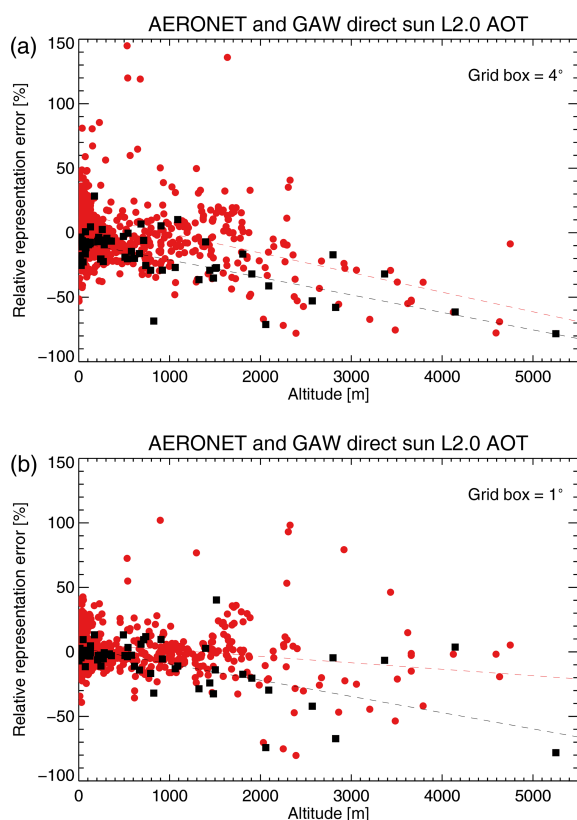 AERONET and GAW direct sun L2.0 AOT
(a)
150
Grid box = 4°
100
50
0
−50
−100
Relative representation error [%]
0 1000 2000 3000 4000 5000
Altitude [m]
AERONET and GAW direct sun L2.0 AOT
(b)
150
Grid box = 1°
100
50
0
−50
−100
Relative representation error [%]
0 1000 2000 3000 4000 5000
Altitude [m]